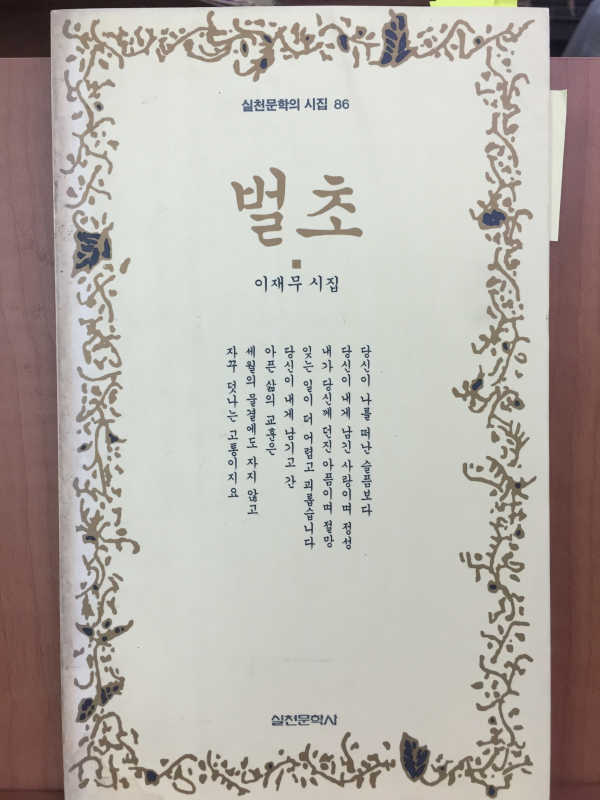 실천문학의 시집 86
벌초
이재무 시집
당신이 나를 떠난 슬픔보다
당신이 내게 남긴 사랑이며 정성
내가 당신께 던진 아픔이며 절망
잊는 일이 더 어렵고 괴롭습니다
당신이 내게 남기고 간
아픈 삶의 교훈은
세월의 물결에도 자지 않고
자꾸 덧나는 고통이지요
실천문학사